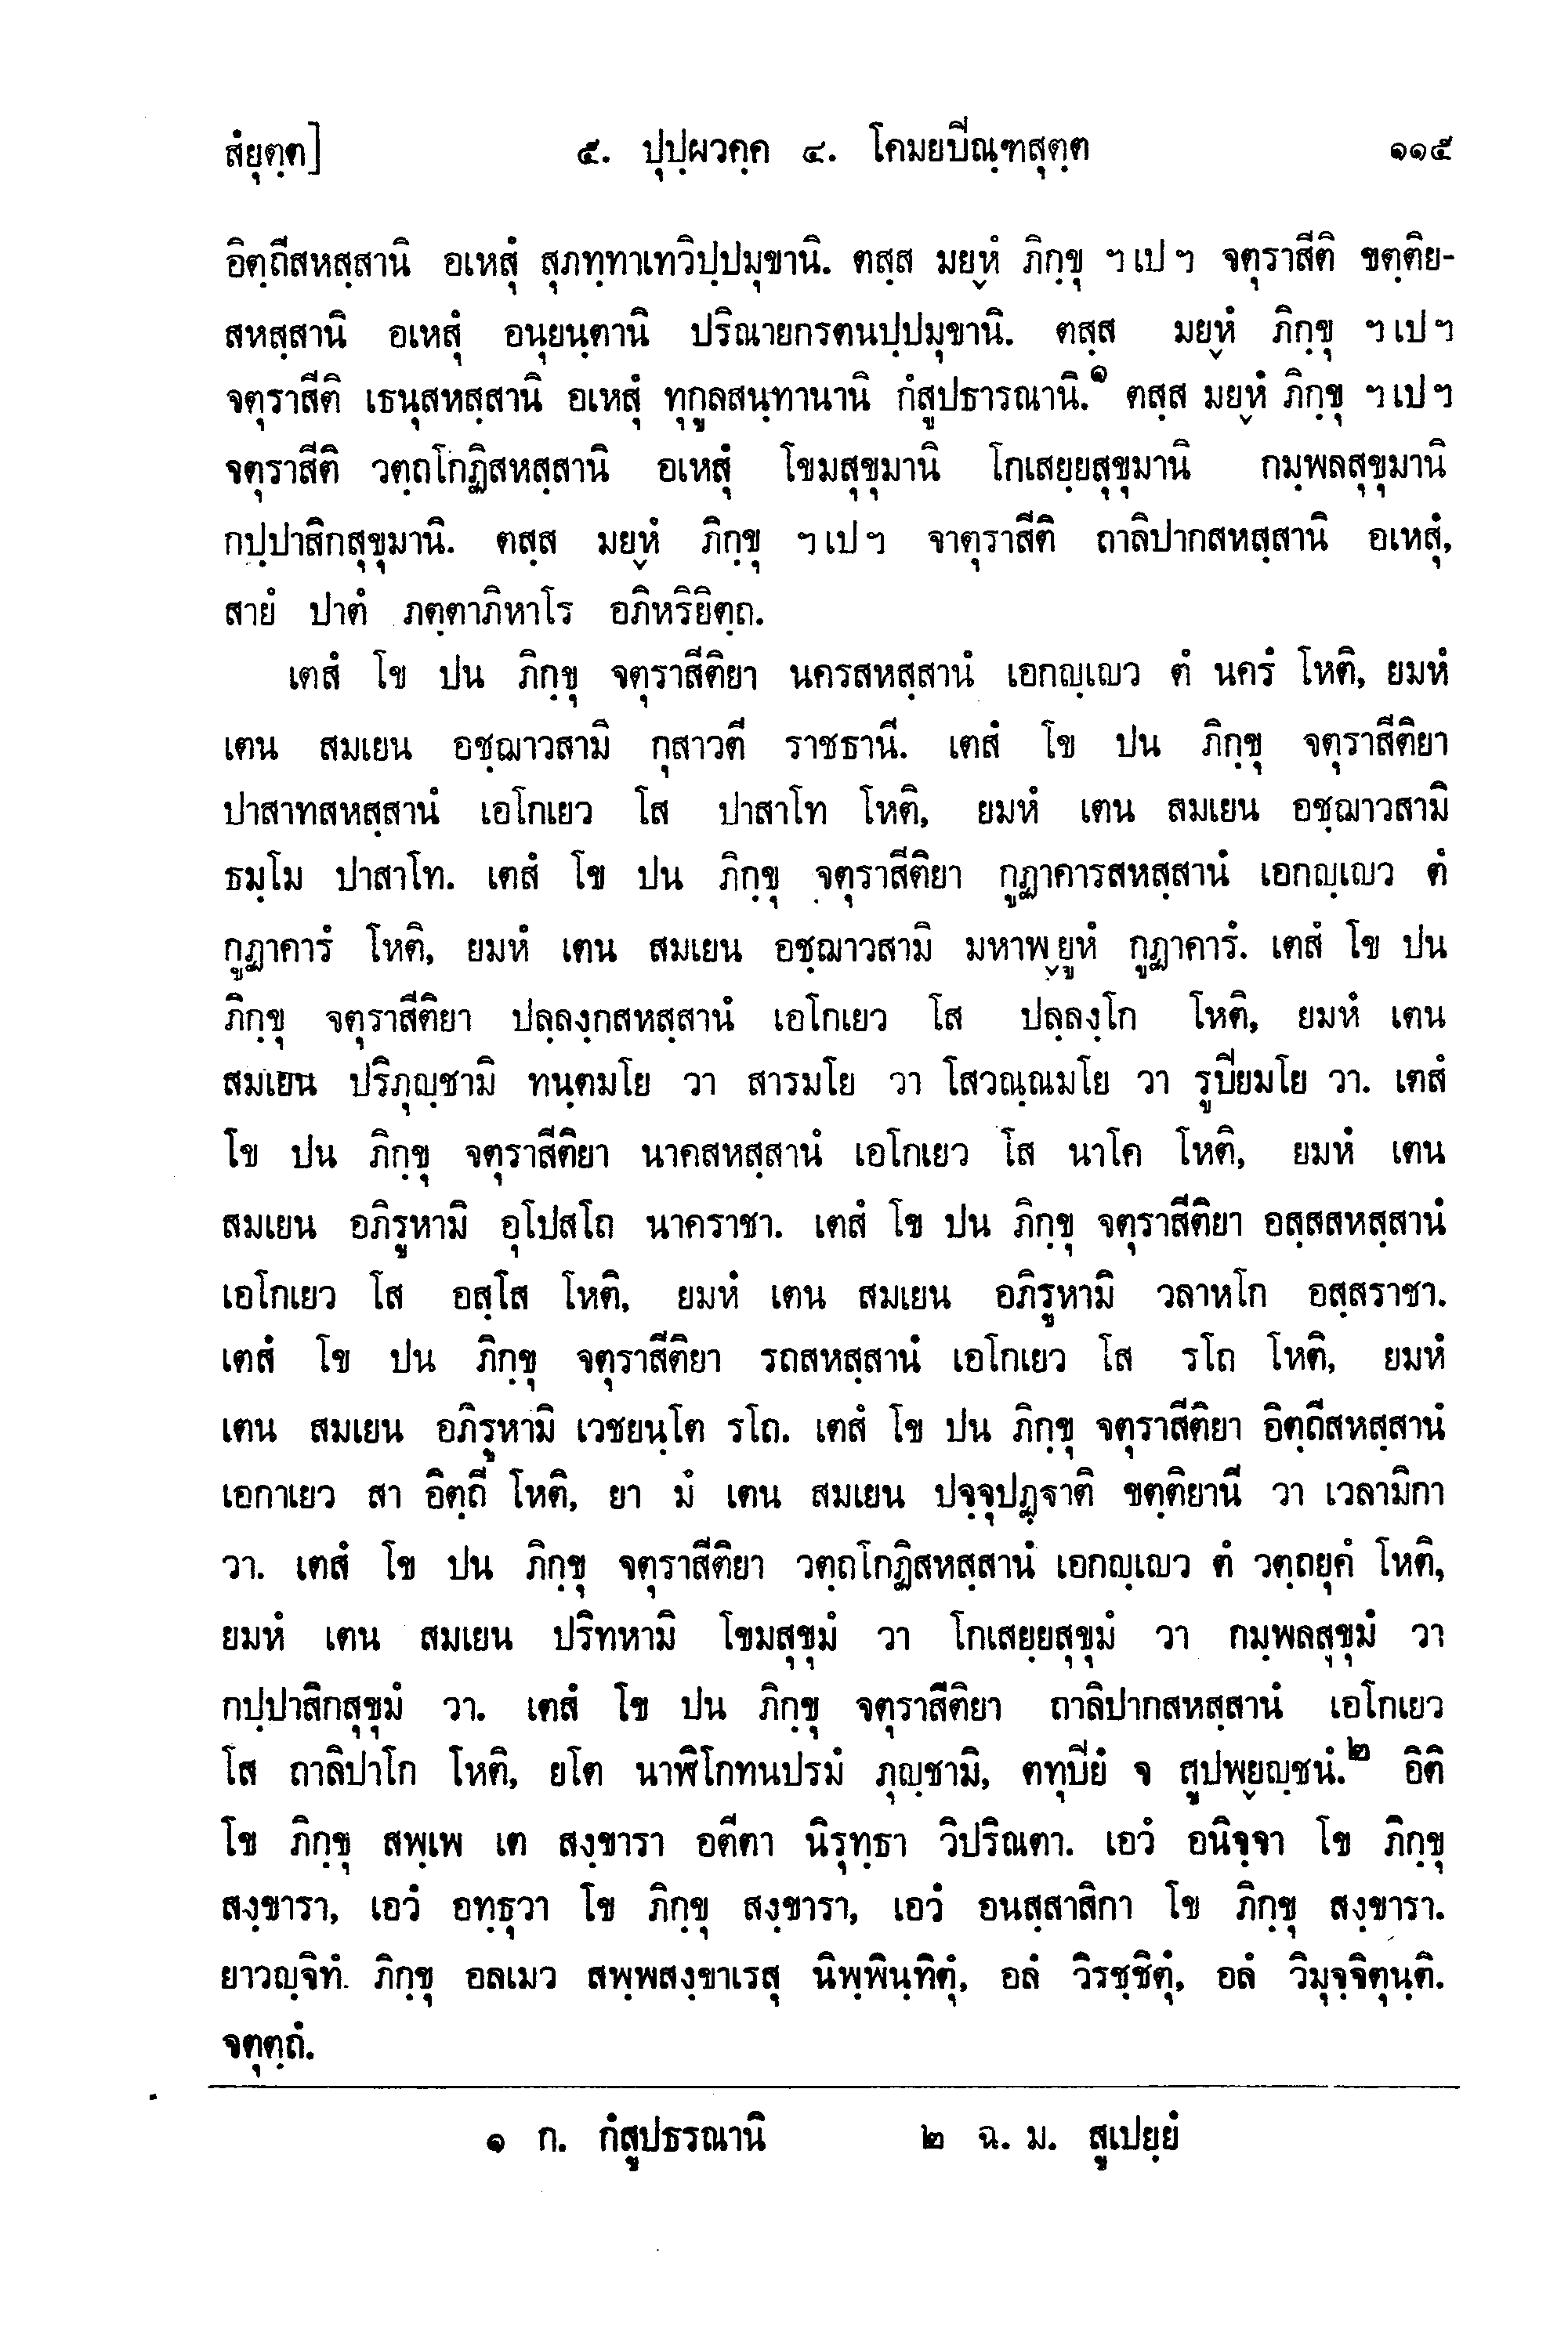 สํยุตฺต] ๕. ปุปฺผวคฺค ๔. โคมยปีณฺฑสุตฺต ๑๑๕
อิตฺถีสหสฺสานิ อเหสุํ สุภทฺทาเทวิปฺปมุขานิ. ตสฺส มยฺหํ ภิกฺขุ ฯ เป ฯ จตุราสีติ ขตฺติย-
สหสฺสานิ อเหสุํ อนุยนฺตานิ ปริณายกรตนปฺปมุขานิ. ตสฺส มยฺหํ ภิกฺขุ ฯ เป ฯ
จตุราสีติ เธนุสหสฺสานิ อเหสุํ ทุกูลสนฺทานานิ กํสูปธารณานิ.๑ ตสฺส มยฺหํ ภิกฺขุ ฯ เป ฯ
จตุราสีติ วตฺถโกฏิสหสฺสานิ อเหสุํ โขมสุขุมานิ โกเสยฺยสุขุมานิ กมฺพลสุขุมานิ
กปฺปาสิกสุขุมานิ. ตสฺส มยฺหํ ภิกฺขุ ฯ เป ฯ จาตุราสีติ ถาลิปากสหสฺสานิ อเหสุํ,
สายํ ปาตํ ภตฺตาภิหาโร อภิหริยิตฺถ.
เตสํ โข ปน ภิกฺขุ จตุราสีติยา นครสหสฺสานํ เอกญฺเญว ตํ นครํ โหติ, ยมหํ
เตน สมเยน อชฺฌาวสามิ กุสาวตี ราชธานี. เตสํ โข ปน ภิกฺขุ จตุราสีติยา
ปาสาทสหสฺสานํ เอโกเยว โส ปาสาโท โหติ, ยมหํ เตน สมเยน อชฺฌาวสามิ
ธมฺโม ปาสาโท. เตสํ โข ปน ภิกฺขุ จตุราสีติยา กูฏาคารสหสฺสานํ เอกญฺเญว ตํ
กูฏาคารํ โหติ, ยมหํ เตน สมเยน อชฺฌาวสามิ มหาพฺยูหํ กูฏาคารํ. เตสํ โข ปน
ภิกฺขุ จตุราสีติยา ปลฺลงฺกสหสฺสานํ เอโกเยว โส ปลฺลงฺโก โหติ, ยมหํ เตน
สมเยน ปริภุญฺชามิ ทนฺตมโย วา สารมโย วา โสวณฺณมโย วา รูปิยมโย วา. เตสํ
โข ปน ภิกฺขุ จตุราสีติยา นาคสหสฺสานํ เอโกเยว โส นาโค โหติ, ยมหํ เตน
สมเยน อภิรูหามิ อุโปสโถ นาคราชา. เตสํ โข ปน ภิกฺขุ จตุราสีติยา อสฺสสหสฺสานํ
เอโกเยว โส อสฺโส โหติ, ยมหํ เตน สมเยน อภิรูหามิ วลาหโก อสฺสราชา.
เตสํ โข ปน ภิกฺขุ จตุราสีติยา รถสหสฺสานํ เอโกเยว โส รโถ โหติ, ยมหํ
เตน สมเยน อภิรูหามิ เวชยนฺโต รโถ. เตสํ โข ปน ภิกฺขุ จตุราสีติยา อิตฺถีสหสฺสานํ
เอกาเยว สา อิตฺถี โหติ, ยา มํ เตน สมเยน ปจฺจุปฏฺฐาติ ขตฺติยานี วา เวลามิกา
วา. เตสํ โข ปน ภิกฺขุ จตุราสีติยา วตฺถโกฏิสหสฺสานํ เอกญฺเญว ตํ วตฺถยุคํ โหติ,
ยมหํ เตน สมเยน ปริทหามิ โขมสุขุมํ วา โกเสยฺยสุขุมํ วา กมฺพลสุขุมํ วา
กปฺปาสิกสุขุมํ วา. เตสํ โข ปน ภิกฺขุ จตุราสีติยา ถาลิปากสหสฺสานํ เอโกเยว
โส ถาลิปาโก โหติ, ยโต นาฬิโกทนปรมํ ภุญฺชามิ, ตทุปียํ จ สูปพฺยญฺชนํ.๒ อิติ
โข ภิกฺขุ สพฺเพ เต สงฺขารา อตีตา นิรุทฺธา วิปริณตา. เอวํ อนิจฺจา โข ภิกฺขุ
สงฺขารา, เอวํ อทฺธุวา โข ภิกฺขุ สงฺขารา, เอวํ อนสฺสาสิกา โข ภิกฺขุ สงฺขารา.
ยาวญฺจิทํ ภิกฺขุ อลเมว สพฺพสงฺขาเรสุ นิพฺพินฺทิตุํ, อลํ วิรชฺชิตุํ, อลํ วิมุจฺจิตุนฺติ.
จตุตฺถํ.
๑ ก. กํสูปธรณานิ ๒ ฉ. ม. สูเปยฺยํ